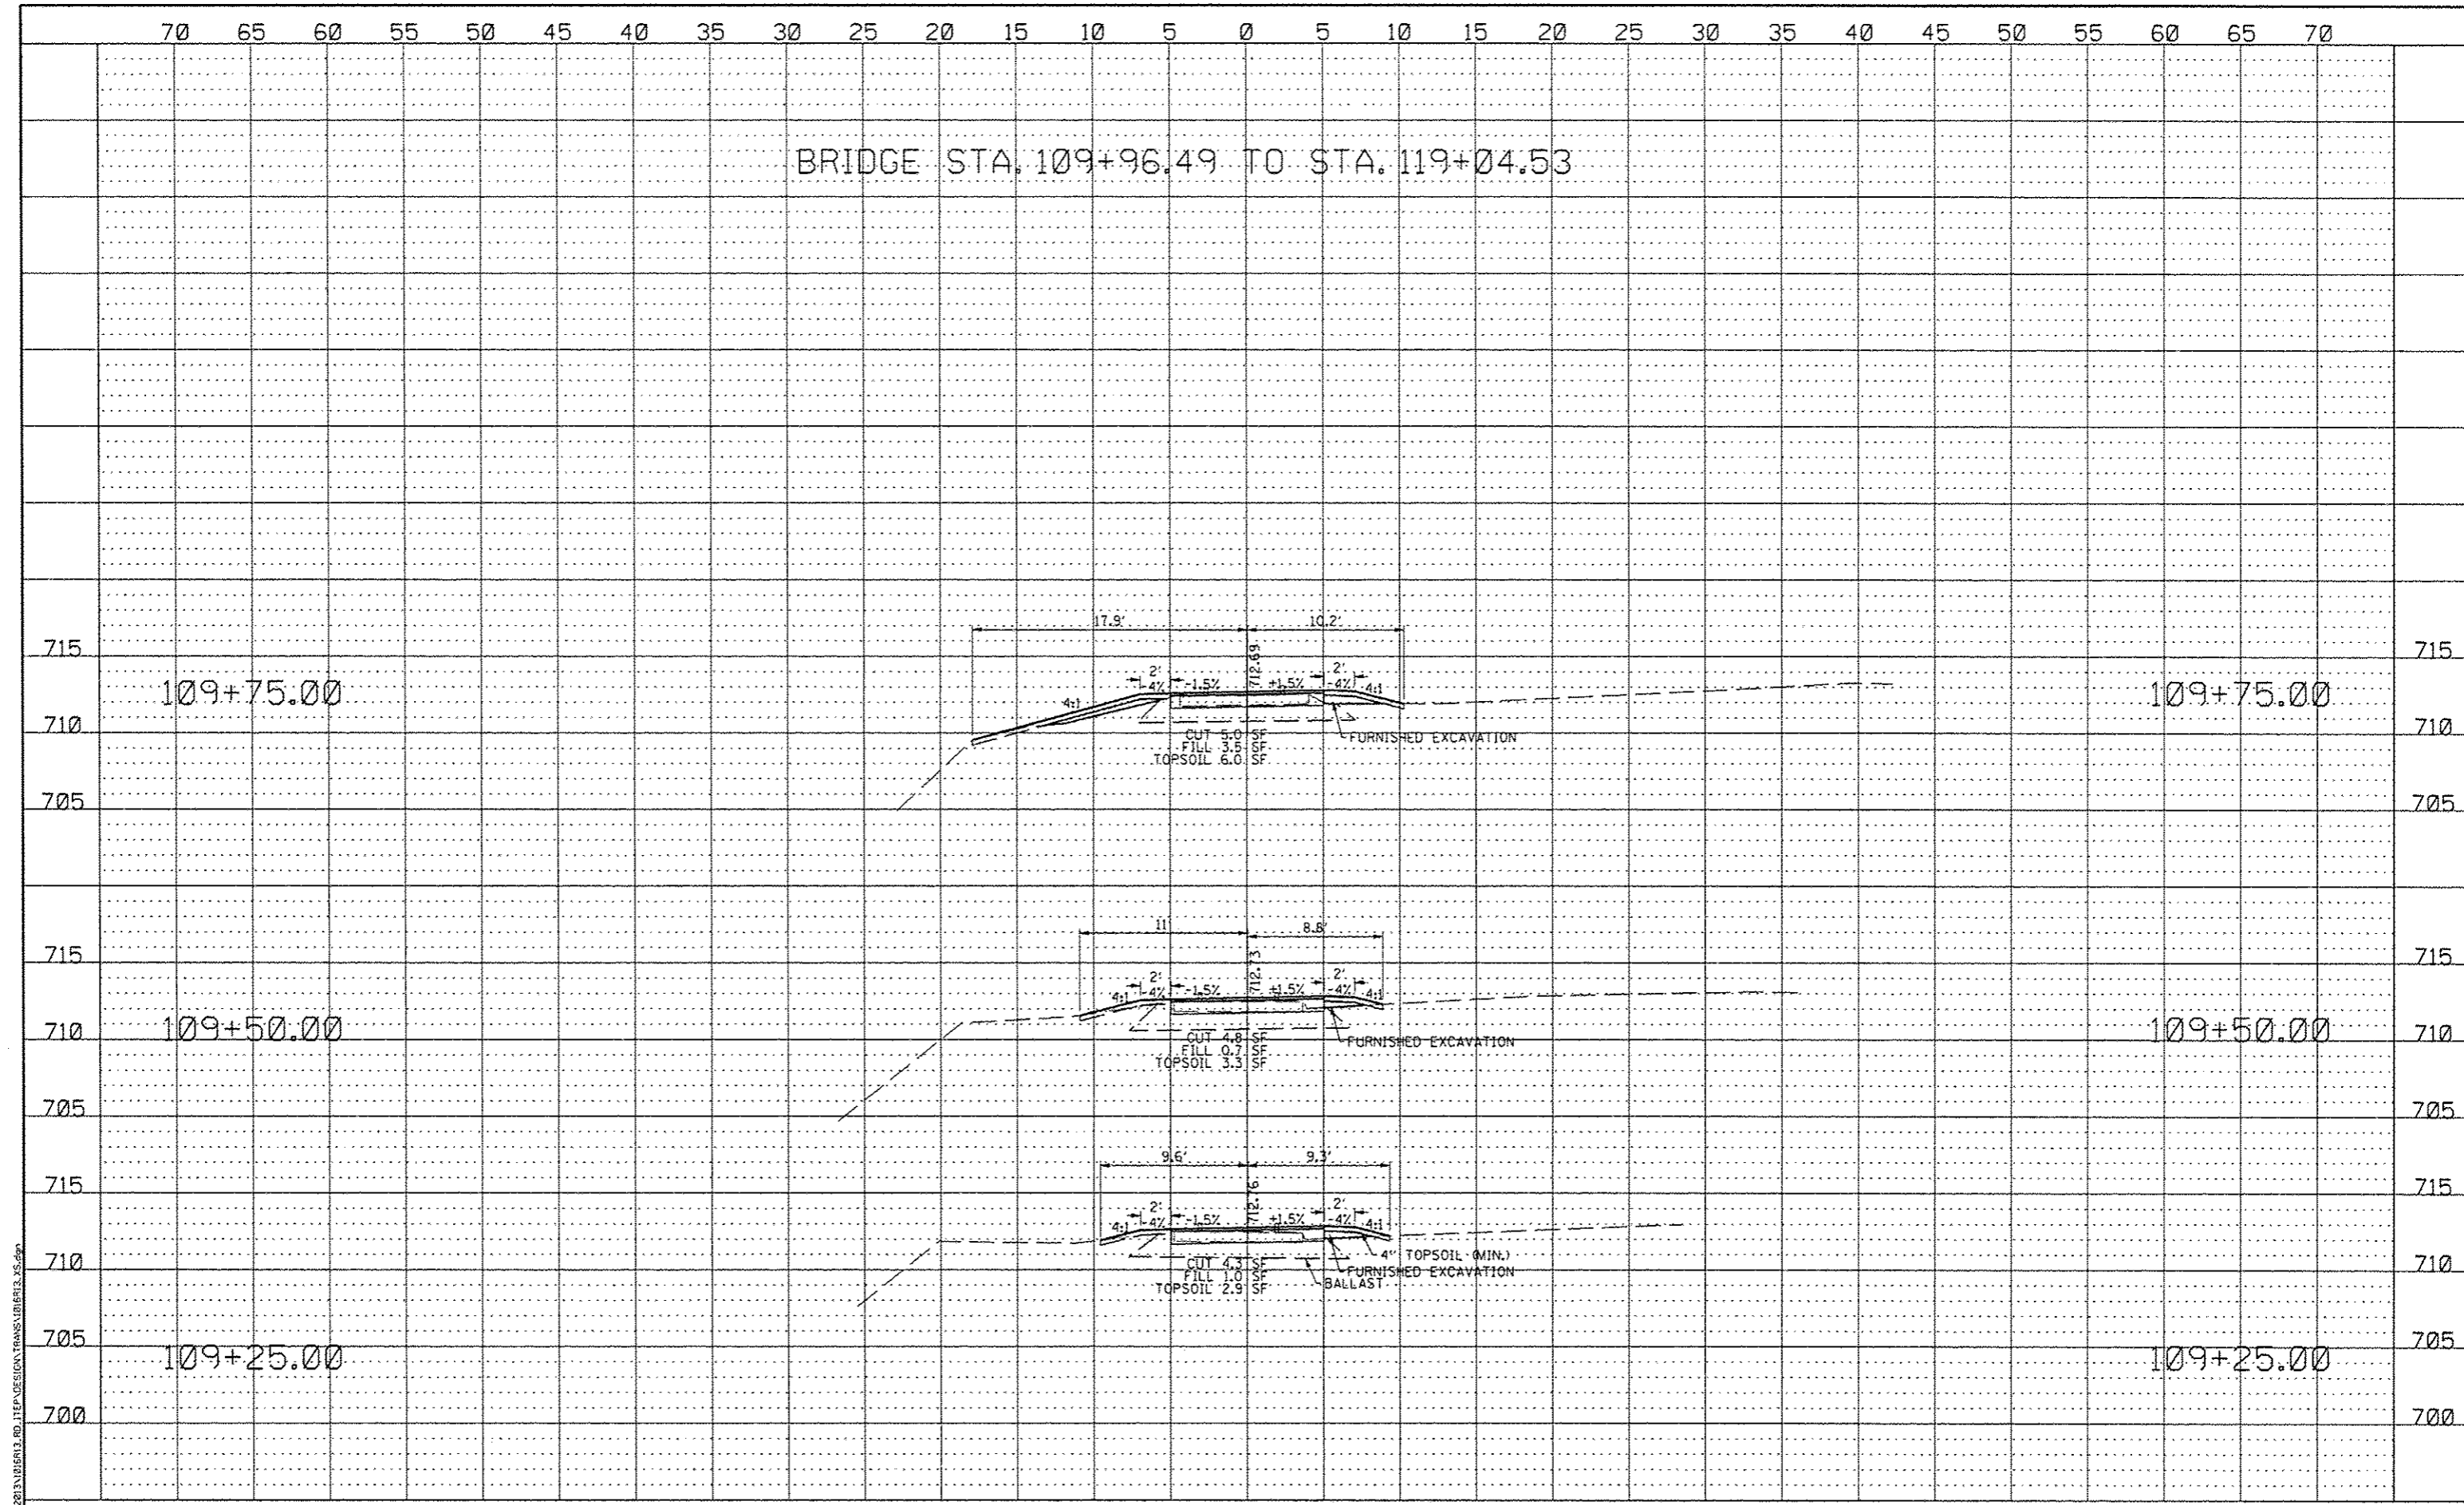 70 65 60 55 50 45 40 35 30 25 20 15 10 5 0 5 10 15 20 25 30 35 40 45 50 55 60 65 70
BRIDGE STA. 109+96.49 TO STA. 119+04.53
17.9' 10.2'
715 712.69 715
2' 2'
109+75.00 4:1 -4% -1.5% +1.5% -4% 4:1 109+75.00
710 710
CUT 5.0 SF FURNISHED EXCAVATION
FILL 3.5 SF
TOPSOIL 6.0 SF
705 705
11' 8.8'
715 712.73 715
2' 2'
4:1 -4% -1.5% +1.5% -4% 4:1
109+50.00 109+50.00
710 710
CUT 4.8 SF FURNISHED EXCAVATION
FILL 0.7 SF
TOPSOIL 3.3 SF
705 705
9.6' 9.3'
715 712.76 715
2' 2'
4:1 -4% -1.5% +1.5% -4% 4:1
4" TOPSOIL (MIN.)
710 710
CUT 4.3 SF FURNISHED EXCAVATION
FILL 1.0 SF BALLAST
TOPSOIL 2.9 SF
705 705
109+25.00 109+25.00
700 700
2013\1016R13_RD_ITEP\DESIGN\TRANS\1016R13_XS.dgn